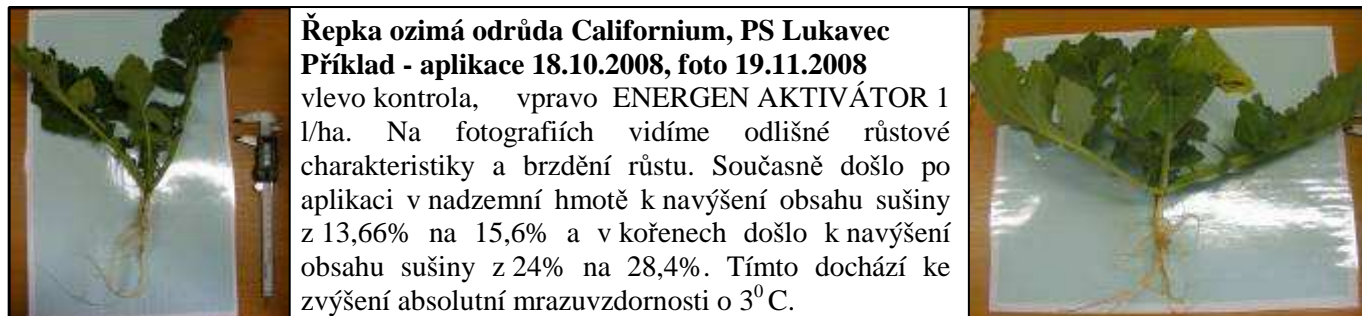 Řepka ozimá odrůda Californium, PS Lukavec
Příklad - aplikace 18.10.2008, foto 19.11.2008
vlevo kontrola, vpravo ENERGEN AKTIVÁTOR 1
l/ha. Na fotografiích vidíme odlišné růstové
charakteristiky a brzdění růstu. Současně došlo po
aplikaci v nadzemní hmotě k navýšení obsahu sušiny
z 13,66% na 15,6% a v kořenech došlo k navýšení
obsahu sušiny z 24% na 28,4%. Tímto dochází ke
zvýšení absolutní mrazuvzdornosti o 3⁰ C.